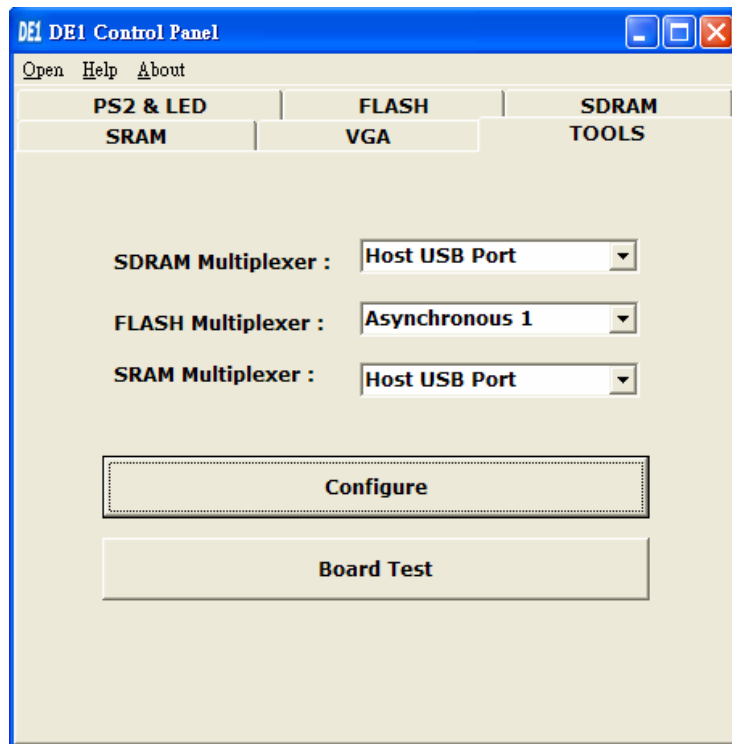 DE1 DE1 Control Panel
Open Help About
PS2 & LED FLASH SDRAM
SRAM VGA TOOLS
SDRAM Multiplexer : Host USB Port
FLASH Multiplexer : Asynchronous 1
SRAM Multiplexer : Host USB Port
Configure
Board Test